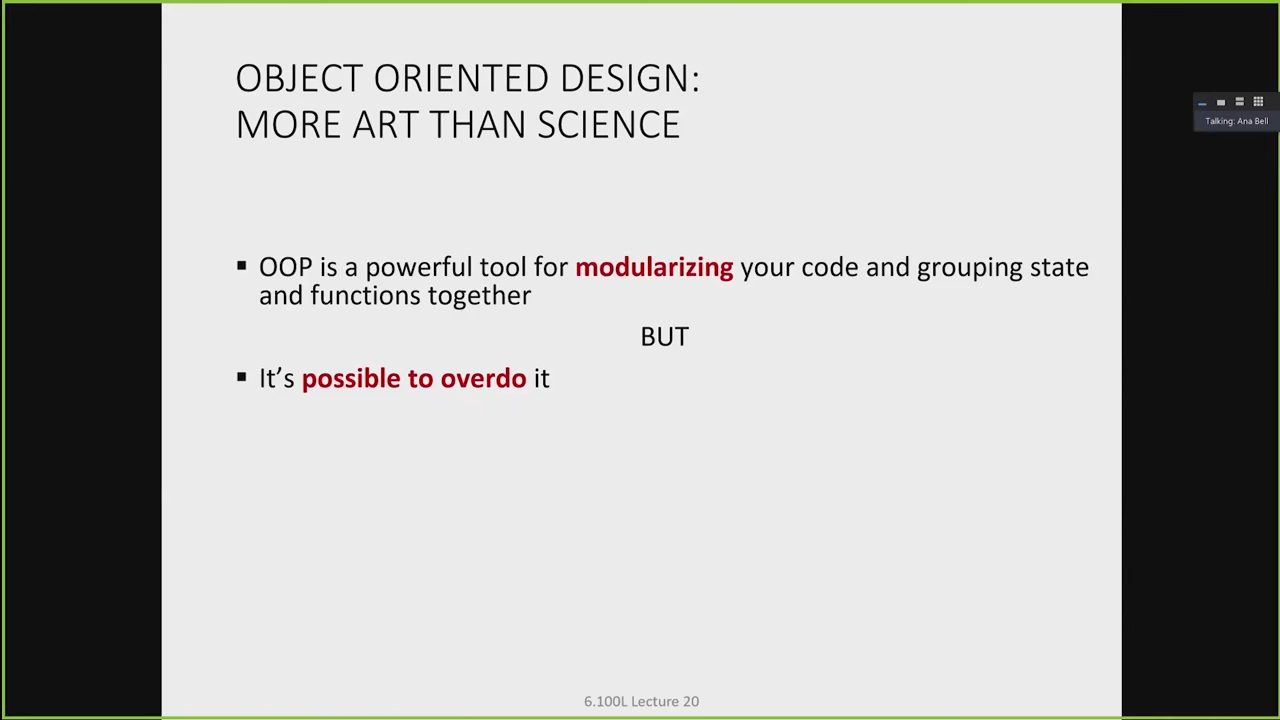 OBJECT ORIENTED DESIGN:
MORE ART THAN SCIENCE
Talking: Ana Bell
▪ OOP is a powerful tool for modularizing your code and grouping state
and functions together
BUT
▪ It’s possible to overdo it
6.100L Lecture 20